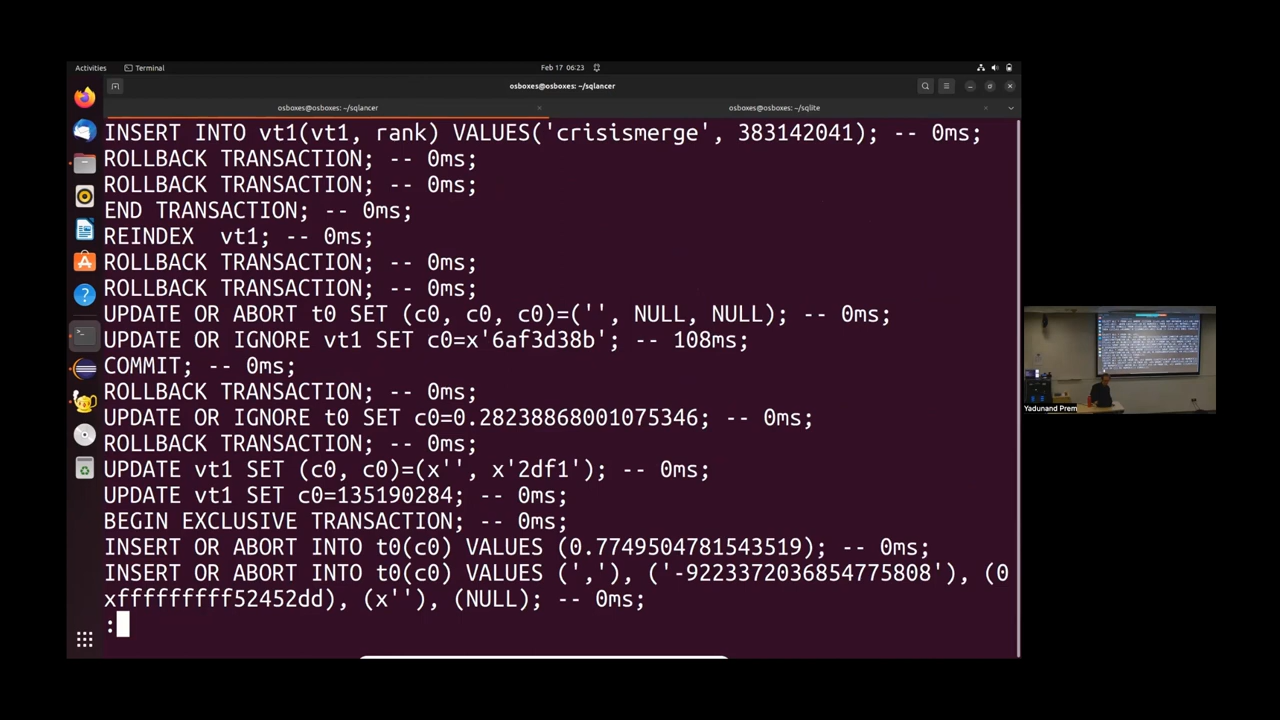 Activities
Terminal
Feb 17 06:23
osboxes@osboxes: ~/sqlancer
osboxes@osboxes: ~/sqlancer
osboxes@osboxes: ~/sqlite
INSERT INTO vt1(vt1, rank) VALUES('crisismerge', 383142041); -- 0ms;
ROLLBACK TRANSACTION; -- 0ms;
ROLLBACK TRANSACTION; -- 0ms;
END TRANSACTION; -- 0ms;
REINDEX  vt1; -- 0ms;
ROLLBACK TRANSACTION; -- 0ms;
ROLLBACK TRANSACTION; -- 0ms;
UPDATE OR ABORT t0 SET (c0, c0, c0)=('', NULL, NULL); -- 0ms;
UPDATE OR IGNORE vt1 SET c0=x'6af3d38b'; -- 108ms;
COMMIT; -- 0ms;
ROLLBACK TRANSACTION; -- 0ms;
UPDATE OR IGNORE t0 SET c0=0.28238868001075346; -- 0ms;
ROLLBACK TRANSACTION; -- 0ms;
UPDATE vt1 SET (c0, c0)=(x'', x'2df1'); -- 0ms;
UPDATE vt1 SET c0=135190284; -- 0ms;
BEGIN EXCLUSIVE TRANSACTION; -- 0ms;
INSERT OR ABORT INTO t0(c0) VALUES (0.7749504781543519); -- 0ms;
INSERT OR ABORT INTO t0(c0) VALUES (','), ('-9223372036854775808'), (0
xfffffffff52452dd), (x''), (NULL); -- 0ms;
:
Yadunand Prem